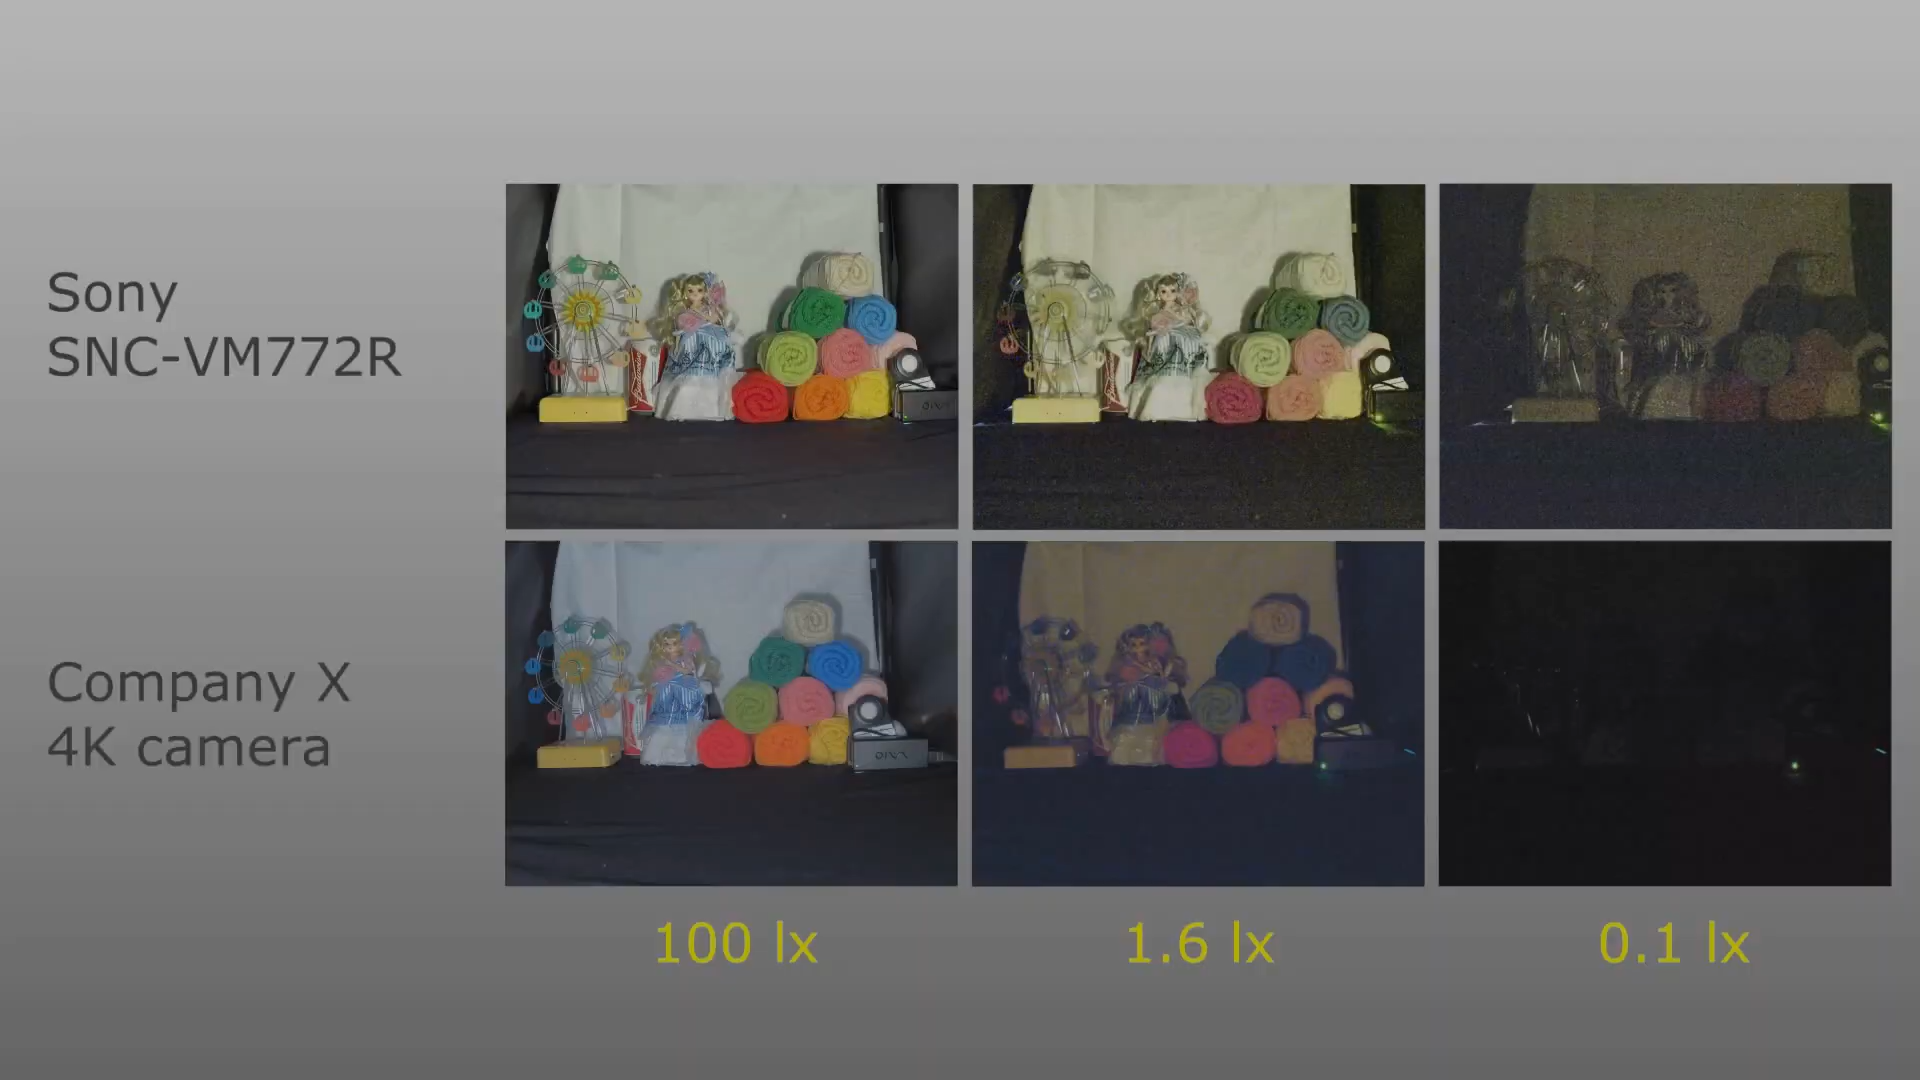 Sony
SNC-VM772R
Company X
4K camera
100 lx
1.6 lx
0.1 lx